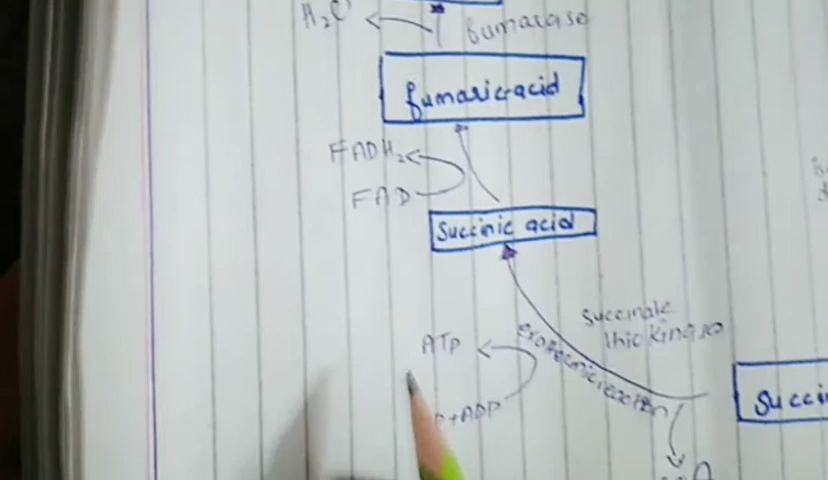 H₂O
fumarase
fumaric acid
FADH₂
FAD
Succinic acid
Succinate
thiokinase
ATP
P+ADP
Succi